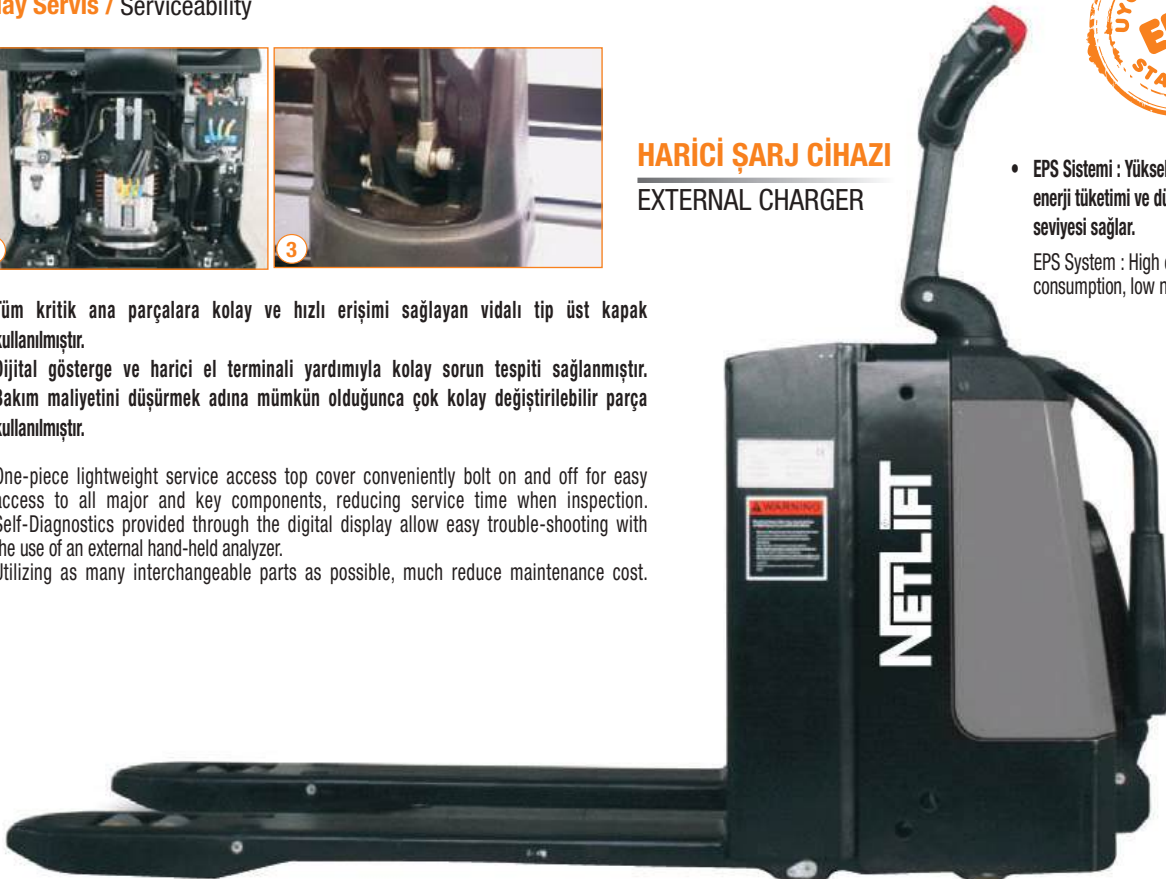 Servis / Serviceability
3
HARİCİ ŞARJ CİHAZI
EXTERNAL CHARGER
• EPS Sistemi :
enerji tüketimi ve
seviyesi sağlar.
EPS System : High
consumption, low
Tüm kritik ana parçalara kolay ve hızlı erişimi sağlayan vidalı tip üst kapak
kullanılmıştır.
Dijital gösterge ve harici el terminali yardımıyla kolay sorun tespiti sağlanmıştır.
Bakım maliyetini düşürmek adına mümkün olduğunca çok kolay değiştirilebilir parça
kullanılmıştır.
One-piece lightweight service access top cover conveniently bolt on and off for easy
access to all major and key components, reducing service time when inspection.
Self-Diagnostics provided through the digital display allow easy trouble-shooting with
the use of an external hand-held analyzer.
Utilizing as many interchangeable parts as possible, much reduce maintenance cost.
WARNING
NETLIFT